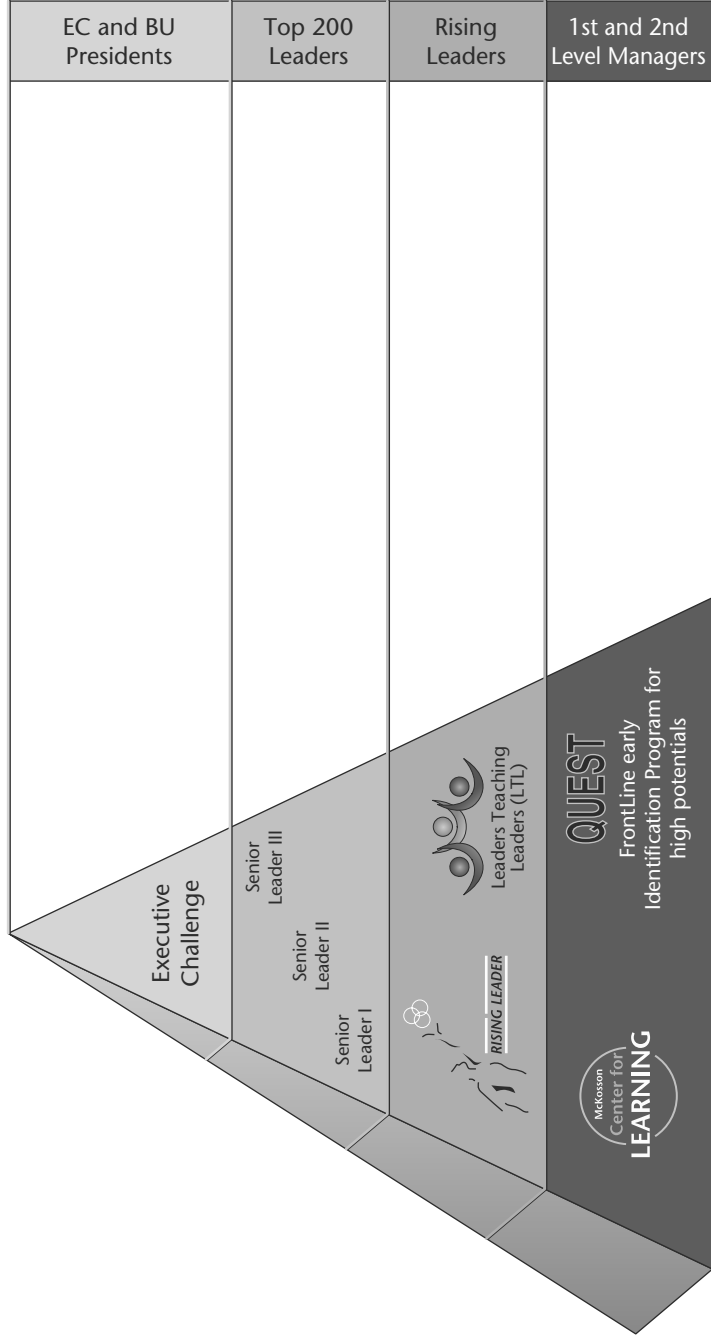 EC and BU
Presidents
Top 200
Leaders
Rising
Leaders
1st and 2nd
Level Managers
Executive
Challenge
Senior
Leader I
Senior
Leader II
Senior
Leader III
RISING LEADER
Leaders Teaching
Leaders (LTL)
McKosson
Center for
LEARNING
QUEST
FrontLine early
Identification Program for
high potentials